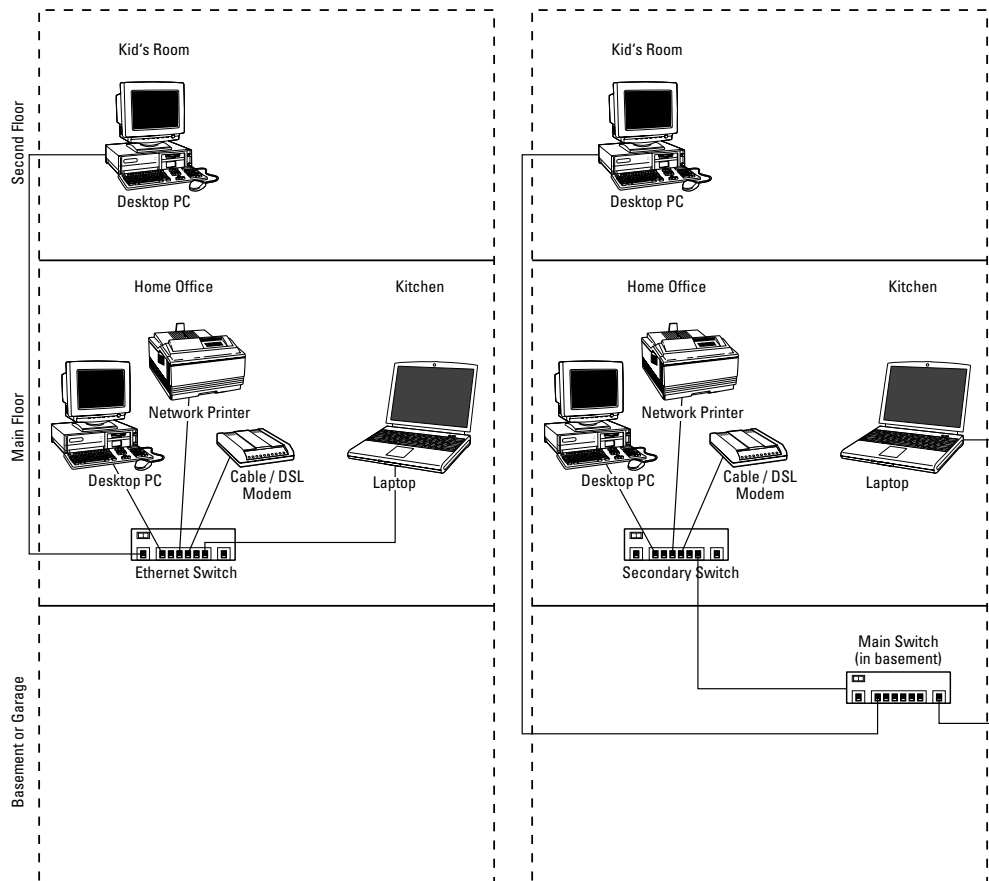 Second Floor
Main Floor
Basement or Garage
Kid's Room
Desktop PC
Home Office
Kitchen
Network Printer
Desktop PC
Cable / DSL
Modem
Laptop
Ethernet Switch
Kid's Room
Desktop PC
Home Office
Kitchen
Network Printer
Desktop PC
Cable / DSL
Modem
Laptop
Secondary Switch
Main Switch
(in basement)